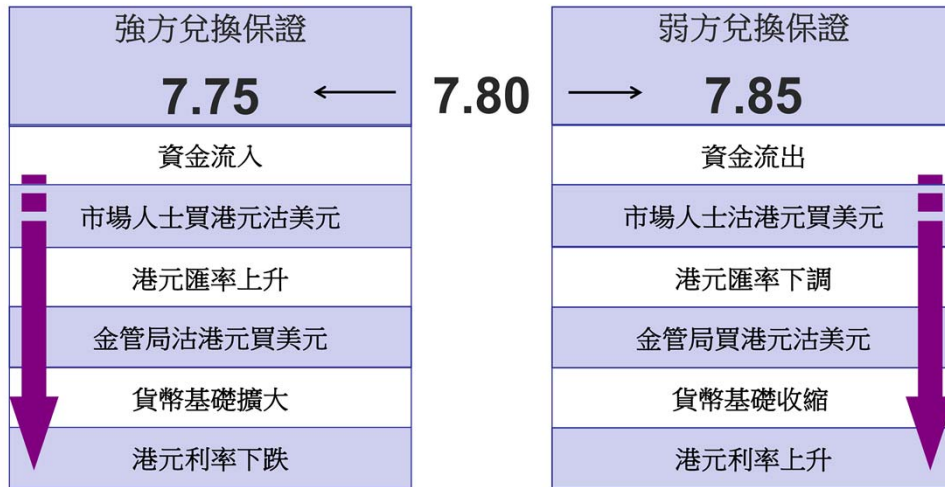 強方兌換保證
7.75
資金流入
市場人士買港元沽美元
港元匯率上升
金管局沽港元買美元
貨幣基礎擴大
港元利率下跌
7.80
弱方兌換保證
7.85
資金流出
市場人士沽港元買美元
港元匯率下調
金管局買港元沽美元
貨幣基礎收縮
港元利率上升